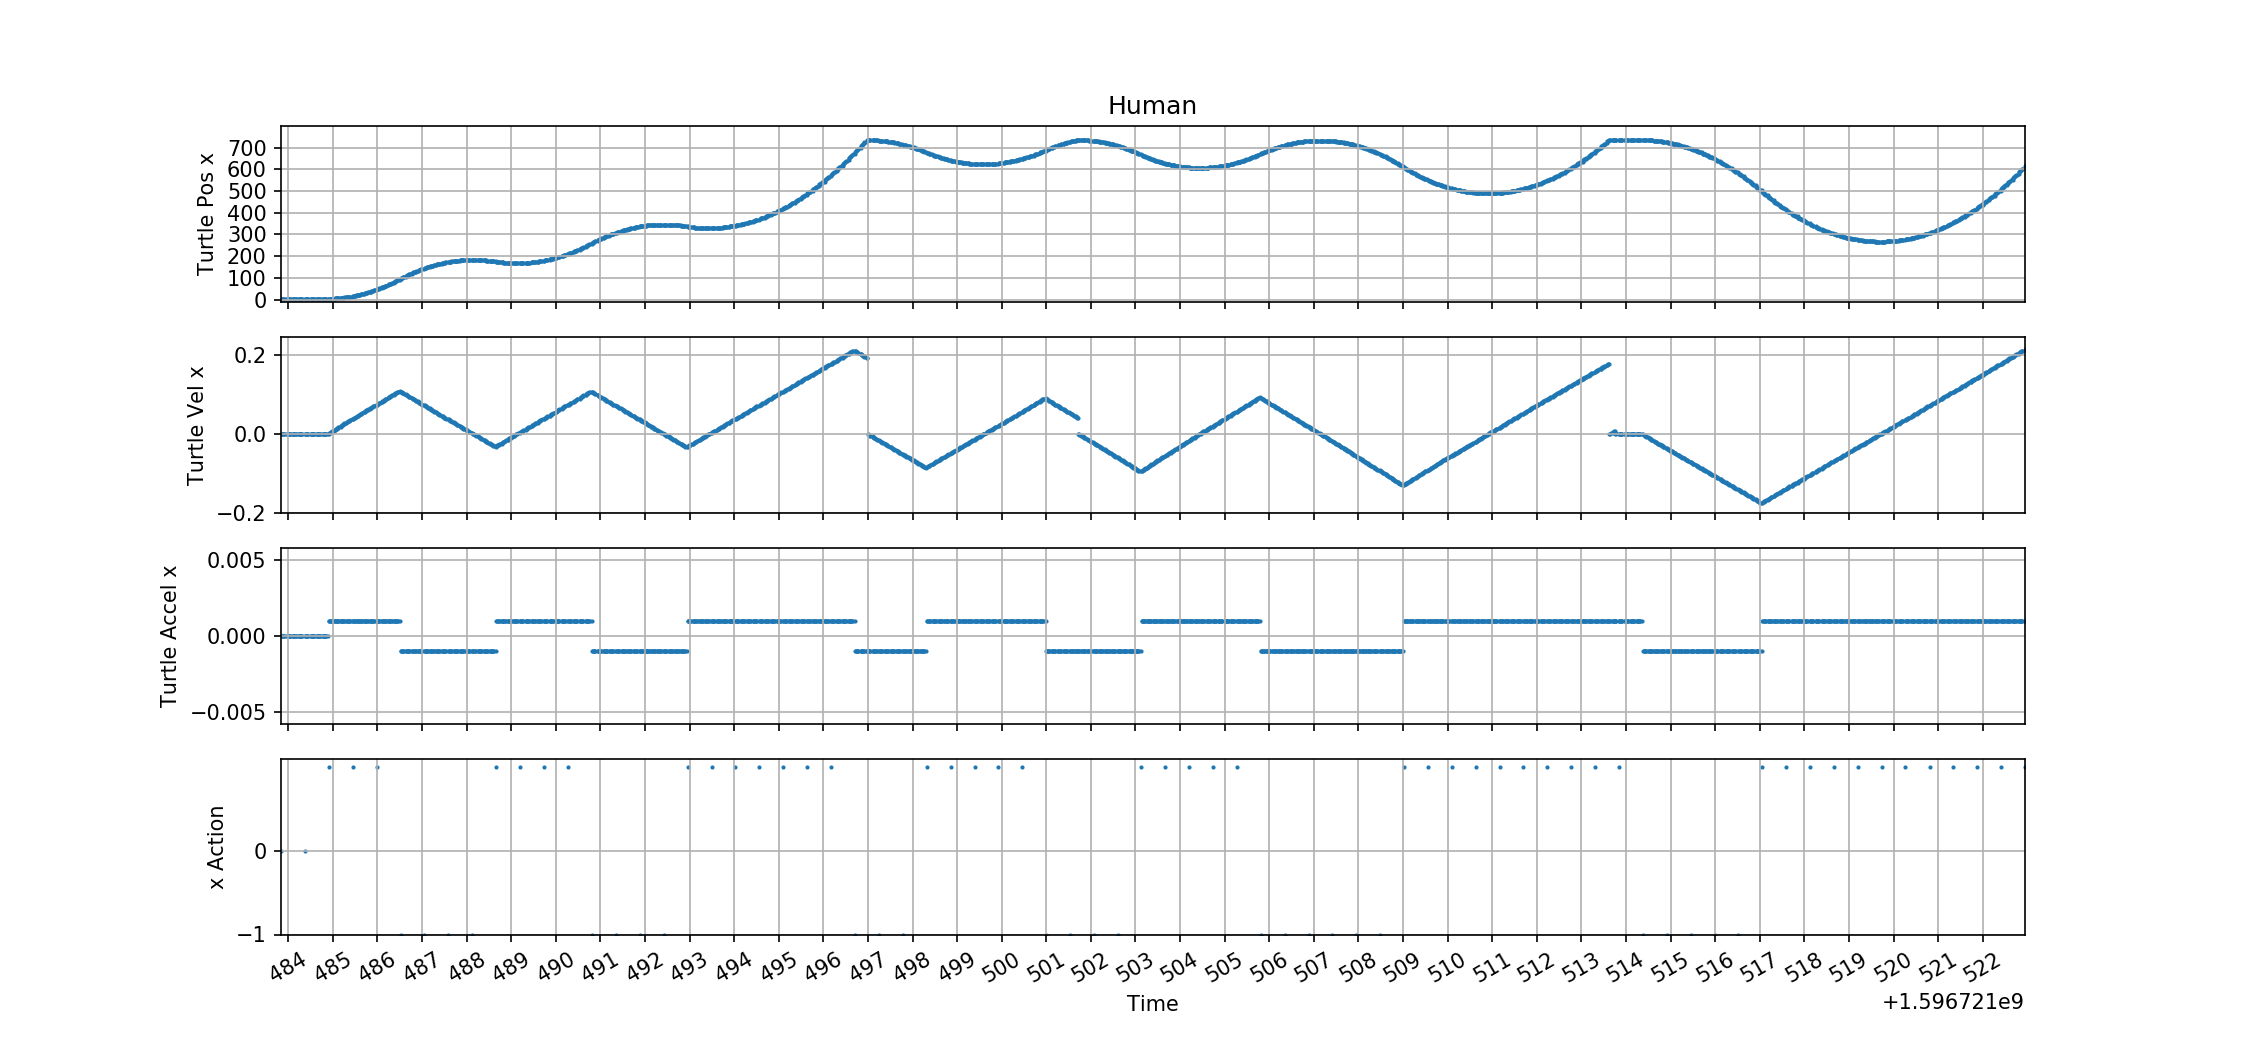 Human
Turtle Pos x
700
600
500
400
300
200
100
0
Turtle Vel x
0.2
0.0
−0.2
Turtle Accel x
0.005
0.000
−0.005
x Action
0
−1
484 485 486 487 488 489 490 491 492 493 494 495 496 497 498 499 500 501 502 503 504 505 506 507 508 509 510 511 512 513 514 515 516 517 518 519 520 521 522
Time
+1.596721e9